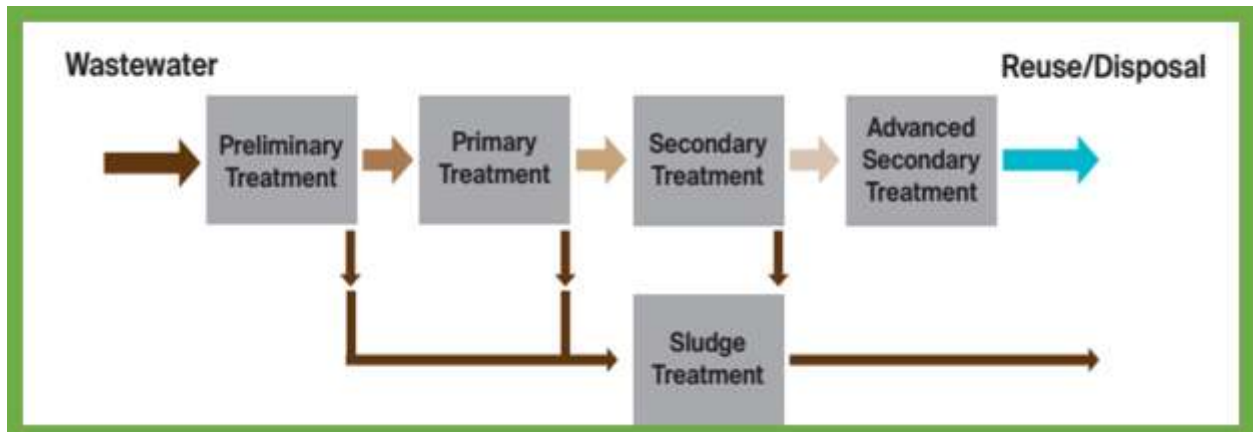 Wastewater
Reuse/Disposal
Preliminary
Treatment
Primary
Treatment
Secondary
Treatment
Advanced
Secondary
Treatment
Sludge
Treatment